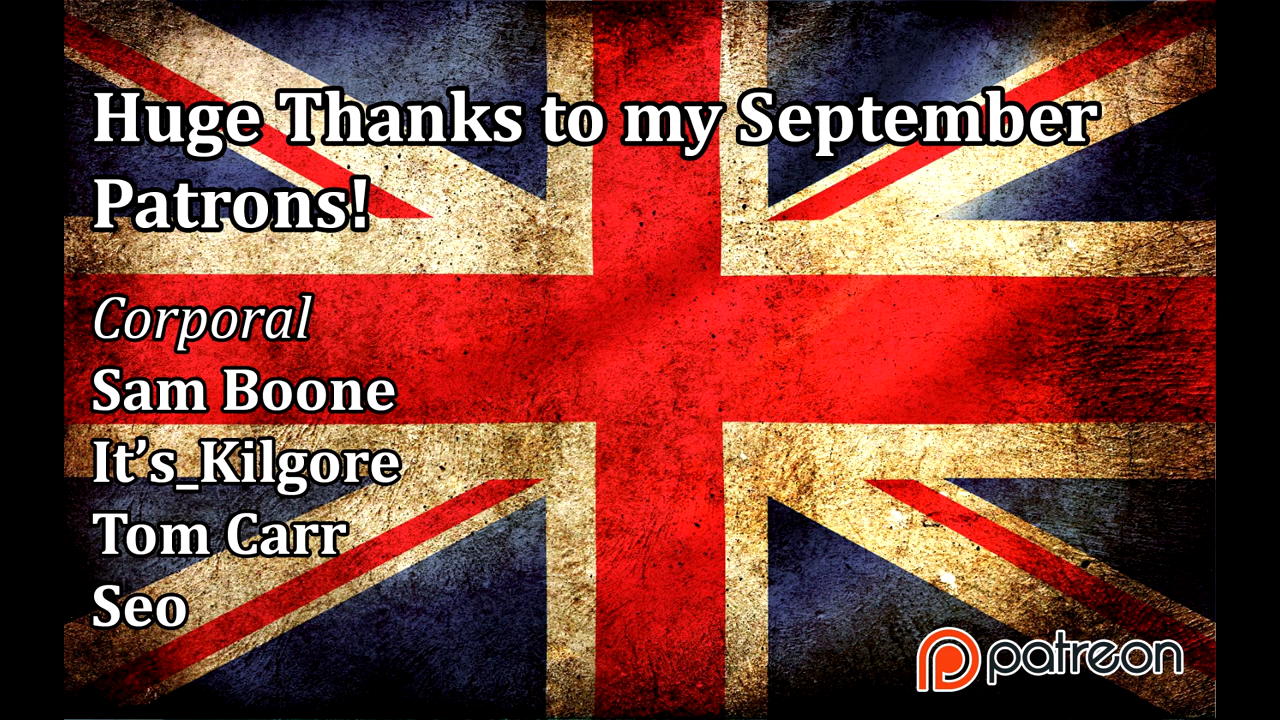 Huge Thanks to my September
Patrons!
Corporal
Sam Boone
It’s_Kilgore
Tom Carr
Seo
patreon